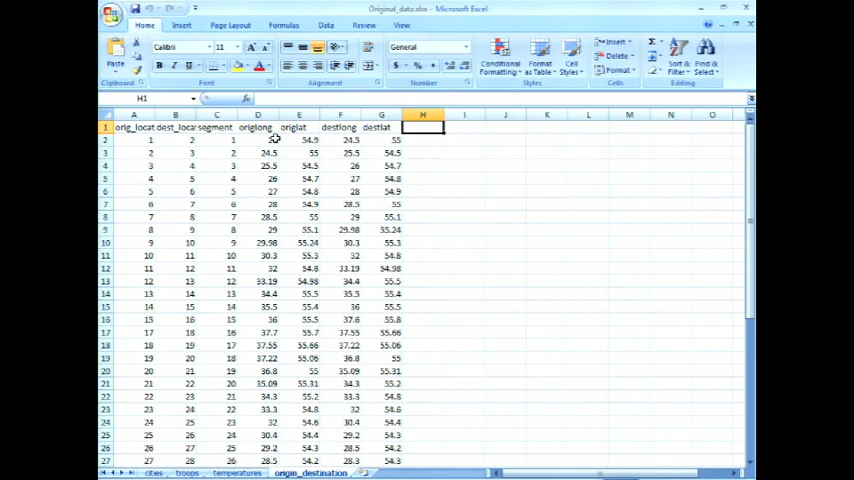 Original_data.xlsx - Microsoft Excel
Home Insert Page Layout Formulas Data Review View
Calibri 11 General Insert Σ
Paste B I U $ % , Conditional Formatting Format as Table Cell Styles Delete Format Sort & Filter Find & Select
Clipboard Font Alignment Number Styles Cells Editing
H1 fx
A B C D E F G H I J K L M N O
1 orig_locat dest_locat segment origlong origlat destlong destlat
2 1 2 1 54.9 24.5 55
3 2 3 2 24.5 55 25.5 54.5
4 3 4 3 25.5 54.5 26 54.7
5 4 5 4 26 54.7 27 54.8
6 5 6 5 27 54.8 28 54.9
7 6 7 6 28 54.9 28.5 55
8 7 8 7 28.5 55 29 55.1
9 8 9 8 29 55.1 29.98 55.24
10 9 10 9 29.98 55.24 30.3 55.3
11 10 11 10 30.3 55.3 32 54.8
12 11 12 11 32 54.8 33.19 54.98
13 12 13 12 33.19 54.98 34.4 55.5
14 13 14 13 34.4 55.5 35.5 55.4
15 14 15 14 35.5 55.4 36 55.5
16 15 16 15 36 55.5 37.6 55.8
17 17 18 16 37.7 55.7 37.55 55.66
18 18 19 17 37.55 55.66 37.22 55.06
19 19 20 18 37.22 55.06 36.8 55
20 20 21 19 36.8 55 35.09 55.31
21 21 22 20 35.09 55.31 34.3 55.2
22 22 23 21 34.3 55.2 33.3 54.8
23 23 24 22 33.3 54.8 32 54.6
24 24 25 23 32 54.6 30.4 54.4
25 25 26 24 30.4 54.4 29.2 54.3
26 26 27 25 29.2 54.3 28.5 54.2
27 27 28 26 28.5 54.2 28.3 54.3
cities troops temperatures origin_destination